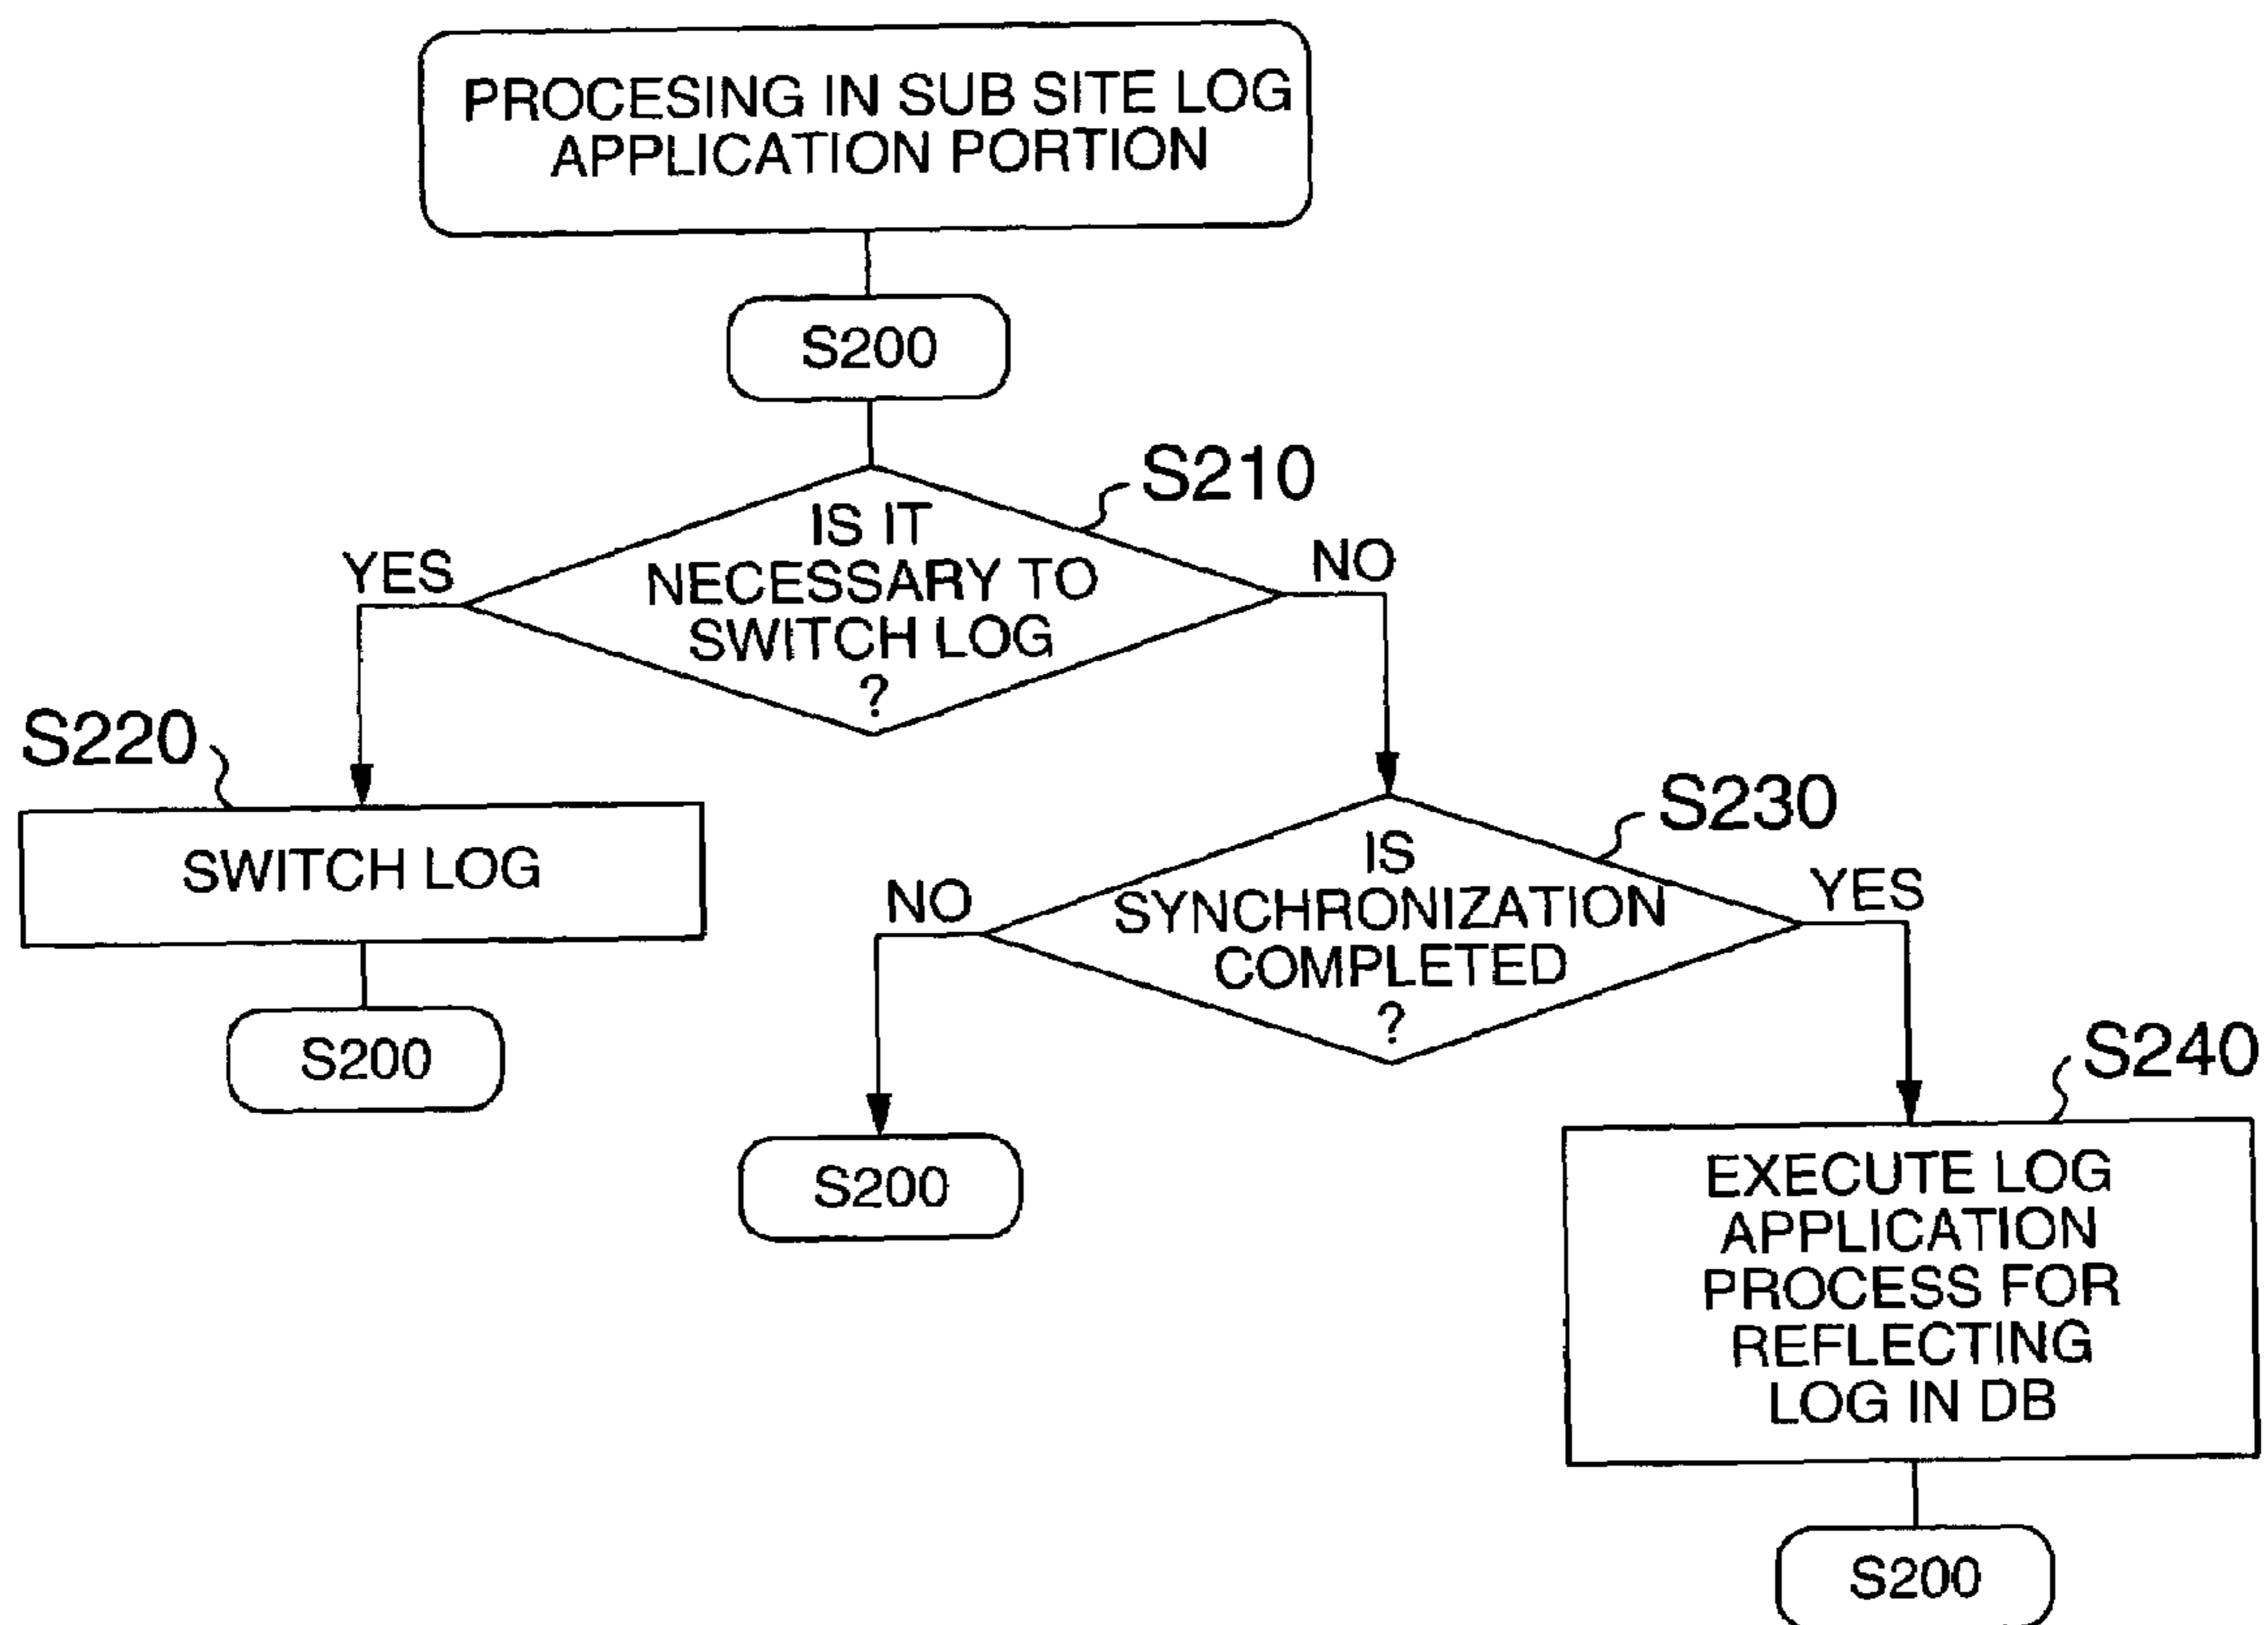 PROCESING IN SUB SITE LOG
APPLICATION PORTION
S200
S210
IS IT
NECESSARY TO
SWITCH LOG
?
YES
NO
S220
SWITCH LOG
S200
S230
IS
SYNCHRONIZATION
COMPLETED
?
NO
YES
S200
S240
EXECUTE LOG
APPLICATION
PROCESS FOR
REFLECTING
LOG IN DB
S200